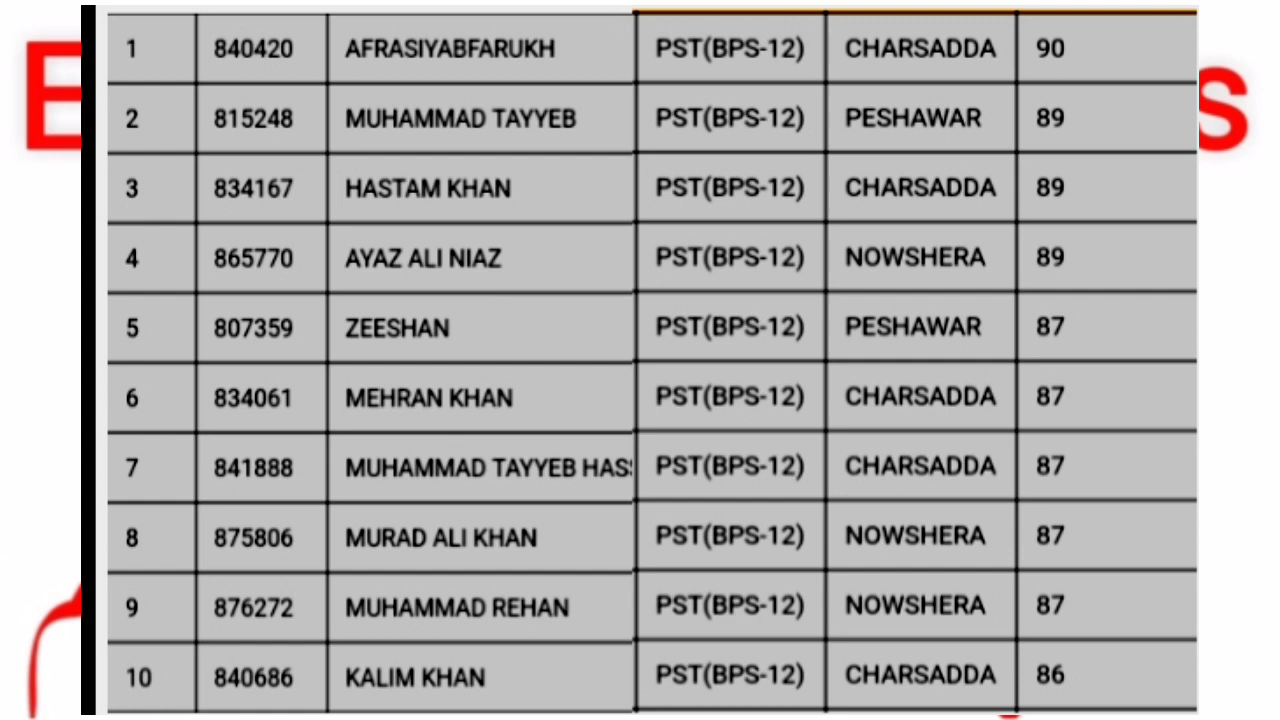 1 840420 AFRASIYABFARUKH PST(BPS-12) CHARSADDA 90
2 815248 MUHAMMAD TAYYEB PST(BPS-12) PESHAWAR 89
3 834167 HASTAM KHAN PST(BPS-12) CHARSADDA 89
4 865770 AYAZ ALI NIAZ PST(BPS-12) NOWSHERA 89
5 807359 ZEESHAN PST(BPS-12) PESHAWAR 87
6 834061 MEHRAN KHAN PST(BPS-12) CHARSADDA 87
7 841888 MUHAMMAD TAYYEB PST(BPS-12) CHARSADDA 87
8 875806 MURAD ALI KHAN PST(BPS-12) NOWSHERA 87
9 876272 MUHAMMAD REHAN PST(BPS-12) NOWSHERA 87
10 840686 KALIM KHAN PST(BPS-12) CHARSADDA 86